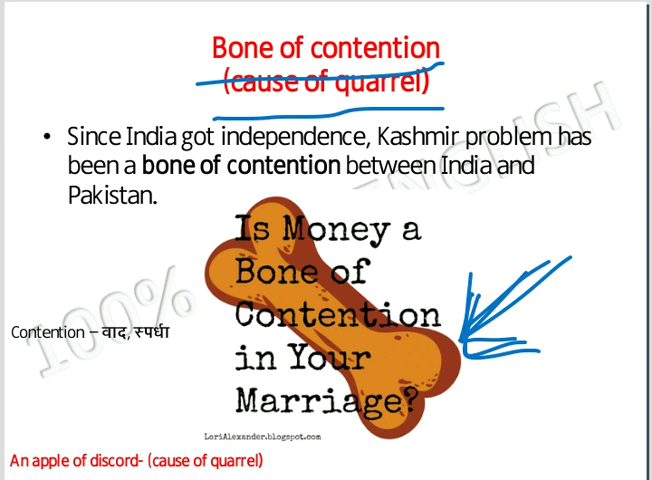 Bone of contention
(cause of quarrel)
• Since India got independence, Kashmir problem has
been a bone of contention between India and
Pakistan.
Is Money a
Bone of
Contention
in Your
Marriage?
LoriAlexander.blogspot.com
Contention – वाद, स्पर्धा
An apple of discord- (cause of quarrel)
100%
ENGLISH